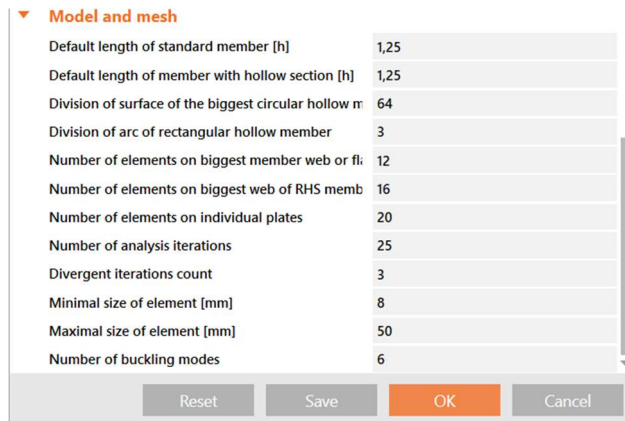 Model and mesh
Default length of standard member [h] 1,25
Default length of member with hollow section [h] 1,25
Division of surface of the biggest circular hollow m 64
Division of arc of rectangular hollow member 3
Number of elements on biggest member web or fla 12
Number of elements on biggest web of RHS memb 16
Number of elements on individual plates 20
Number of analysis iterations 25
Divergent iterations count 3
Minimal size of element [mm] 8
Maximal size of element [mm] 50
Number of buckling modes 6
Reset Save OK Cancel